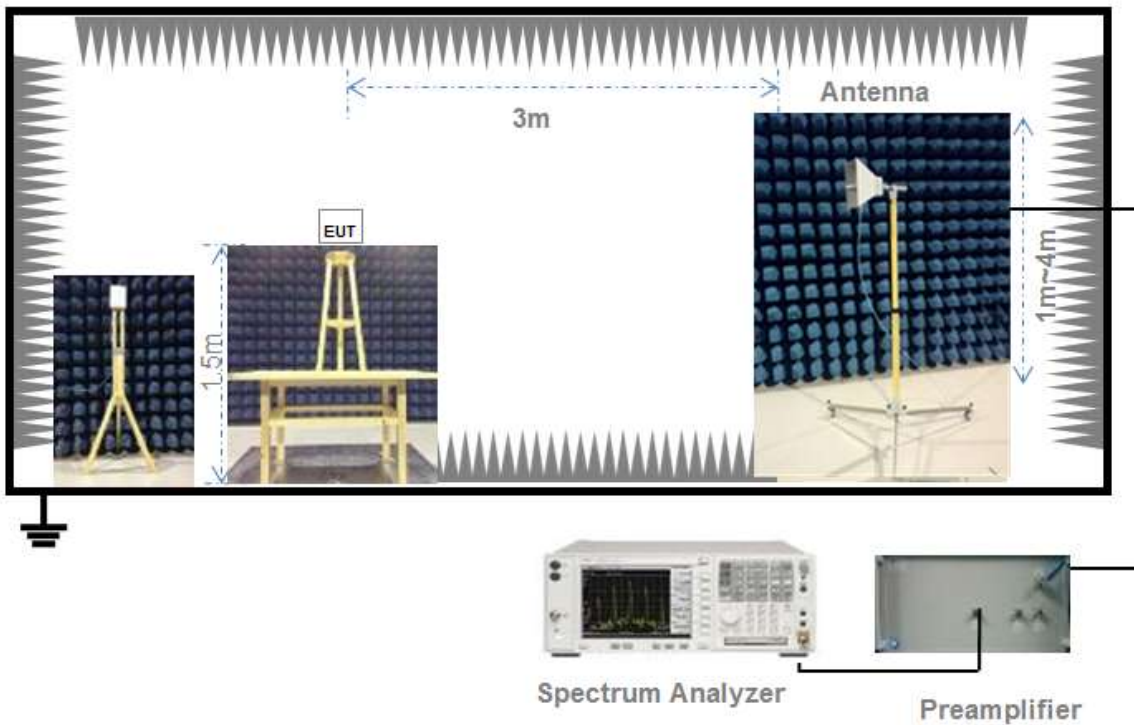 Antenna
3m
EUT
1.5m
1m~4m
Spectrum Analyzer
Preamplifier